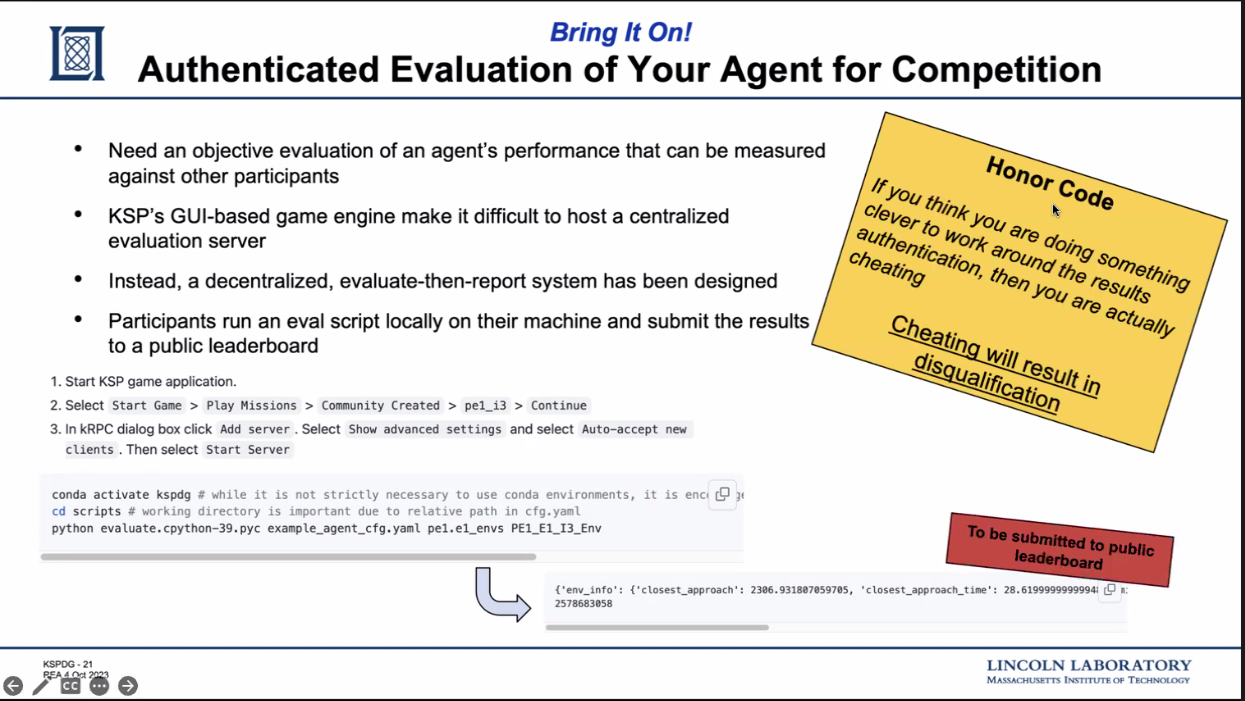 Bring It On!
Authenticated Evaluation of Your Agent for Competition
• Need an objective evaluation of an agent's performance that can be measured
against other participants
• KSP's GUI-based game engine make it difficult to host a centralized
evaluation server
• Instead, a decentralized, evaluate-then-report system has been designed
• Participants run an eval script locally on their machine and submit the results
to a public leaderboard
Honor Code
If you think you are doing something
clever to work around the results
authentication, then you are actually
cheating
Cheating will result in
disqualification
1. Start KSP game application.
2. Select Start Game > Play Missions > Community Created > pe1_i3 > Continue
3. In kRPC dialog box click Add server. Select Show advanced settings and select Auto-accept new
clients. Then select Start Server
conda activate kspdg # while it is not strictly necessary to use conda environments, it is
cd scripts # working directory is important due to relative path in cfg.yaml
python evaluate.cpython-39.pyc example_agent_cfg.yaml pe1.e1_envs PE1_E1_I3_Env
To be submitted to public
leaderboard
{'env_info': {'closest_approach': 2306.931807059705, 'closest_approach_time':
2578683058
KSPDG - 21
REA 4 Oct 2023
CC
LINCOLN LABORATORY
MASSACHUSETTS INSTITUTE OF TECHNOLOGY